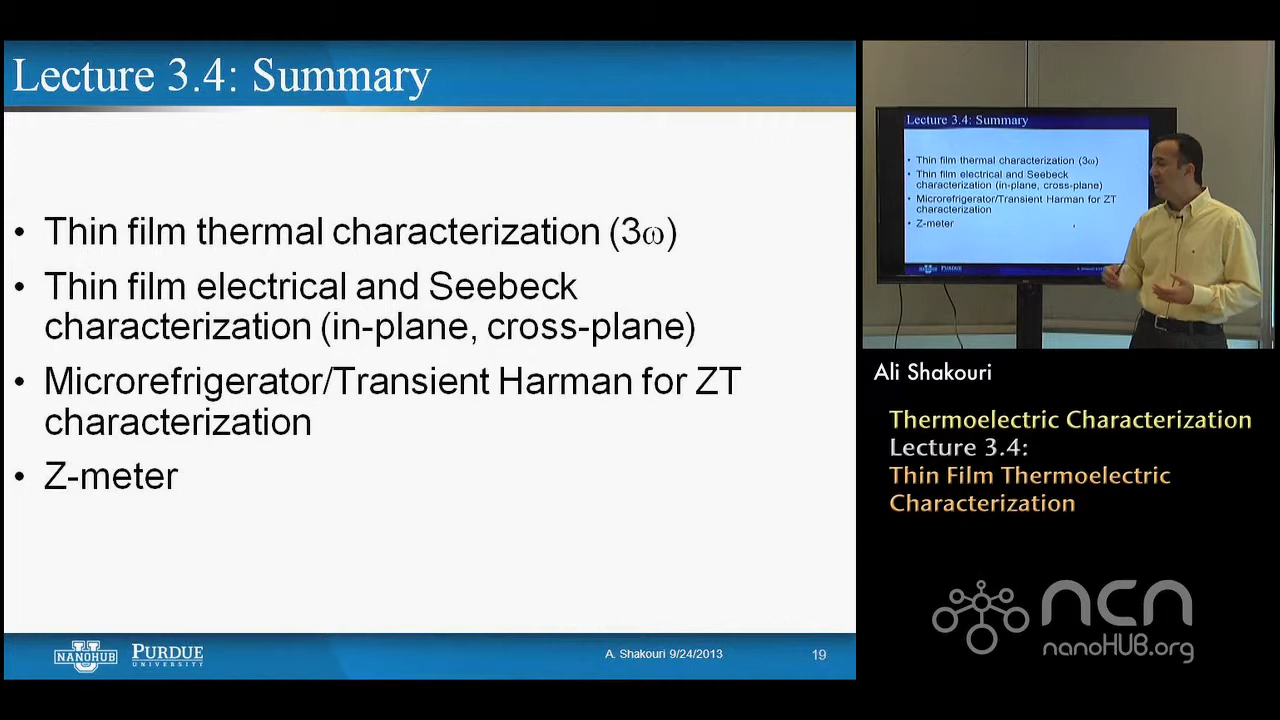 Lecture 3.4: Summary
• Thin film thermal characterization (3ω)
• Thin film electrical and Seebeck
characterization (in-plane, cross-plane)
• Microrefrigerator/Transient Harman for ZT
characterization
• Z-meter
NANOHUB
U
PURDUE
UNIVERSITY
A. Shakouri 9/24/2013
19
Lecture 3.4: Summary
• Thin film thermal characterization (3ω)
• Thin film electrical and Seebeck
characterization (in-plane, cross-plane)
• Microrefrigerator/Transient Harman for ZT
characterization
• Z-meter
PURDUE
Ali Shakouri
Thermoelectric Characterization
Lecture 3.4:
Thin Film Thermoelectric
Characterization
ncn
nanoHUB.org